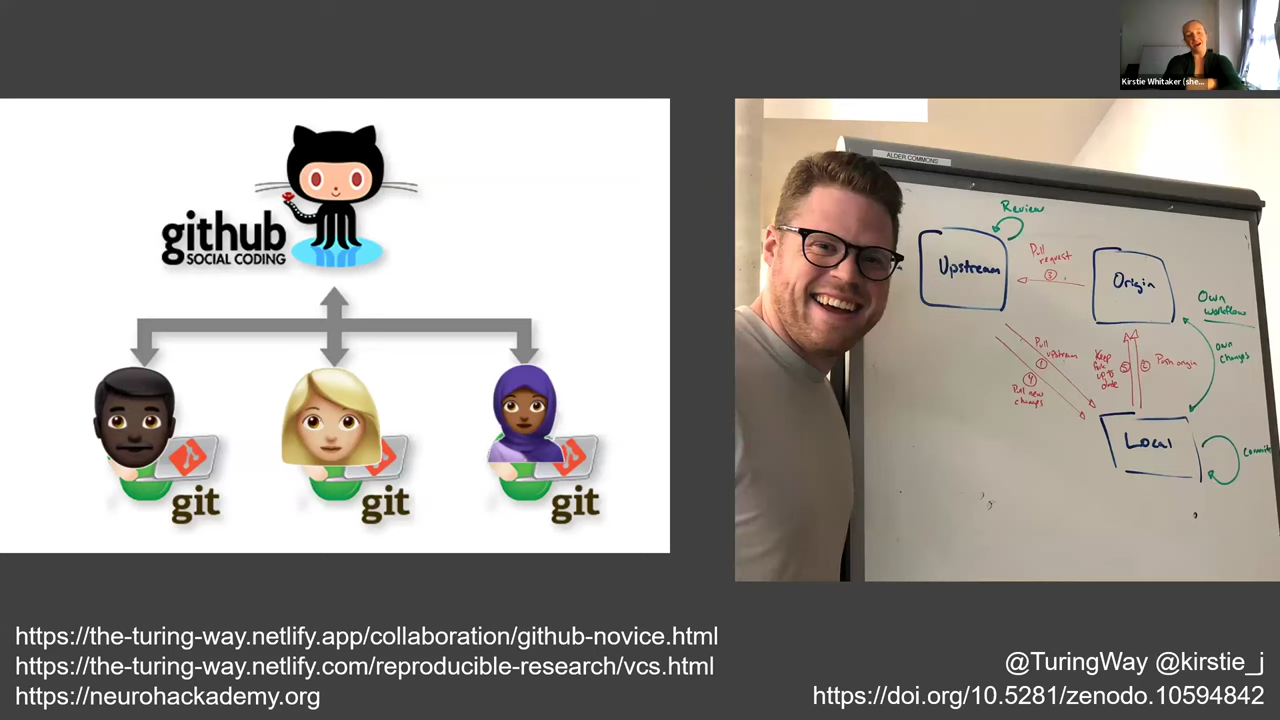 Kirstie Whitaker (she...
github
SOCIAL CODING
git
git
git
ALDER COMMONS
Review
Upstream
Pull
request
3
Origin
Own
workflow
Pull
upstream
1
4
Pull new
changes
Keep
fork
up to
date
5
2
Push origin
own
changes
Local
Commit
https://the-turing-way.netlify.app/collaboration/github-novice.html
https://the-turing-way.netlify.com/reproducible-research/vcs.html
https://neurohackademy.org
@TuringWay @kirstie_j
https://doi.org/10.5281/zenodo.10594842